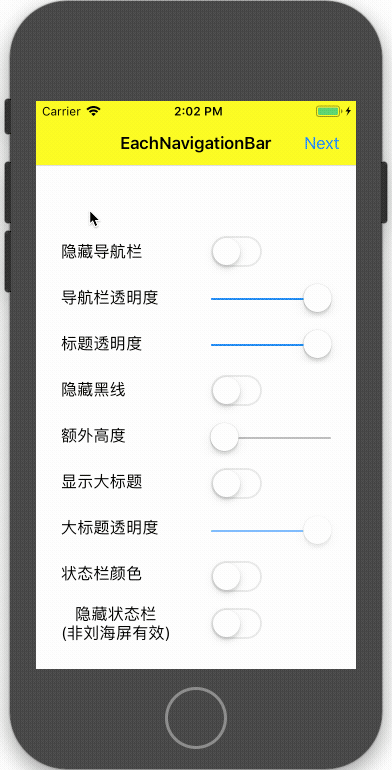 Carrier 2:02 PM
EachNavigationBar Next
隐藏导航栏
导航栏透明度
标题透明度
隐藏黑线
额外高度
显示大标题
大标题透明度
状态栏颜色
隐藏状态栏
(非刘海屏有效)